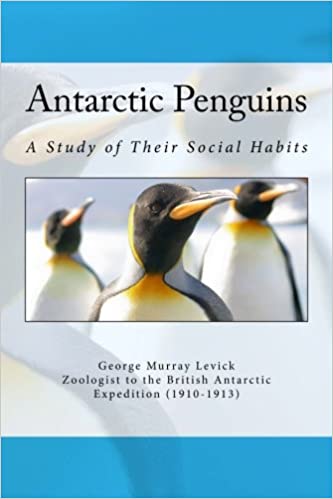 Antarctic Penguins
A Study of Their Social Habits
George Murray Levick
Zoologist to the British Antarctic
Expedition (1910-1913)